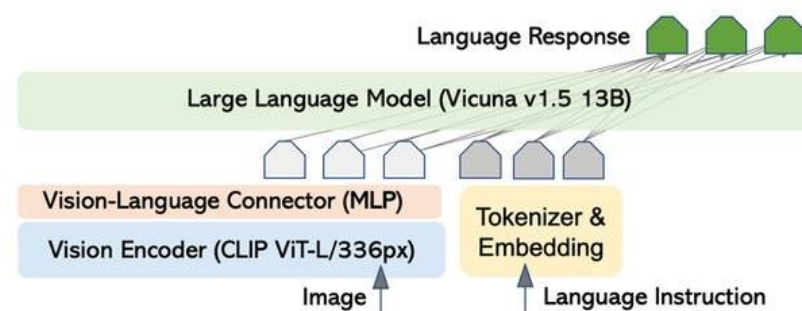 Language Response
Large Language Model (Vicuna v1.5 13B)
Vision-Language Connector (MLP)
Vision Encoder (CLIP ViT-L/336px)
Tokenizer &
Embedding
Image
Language Instruction